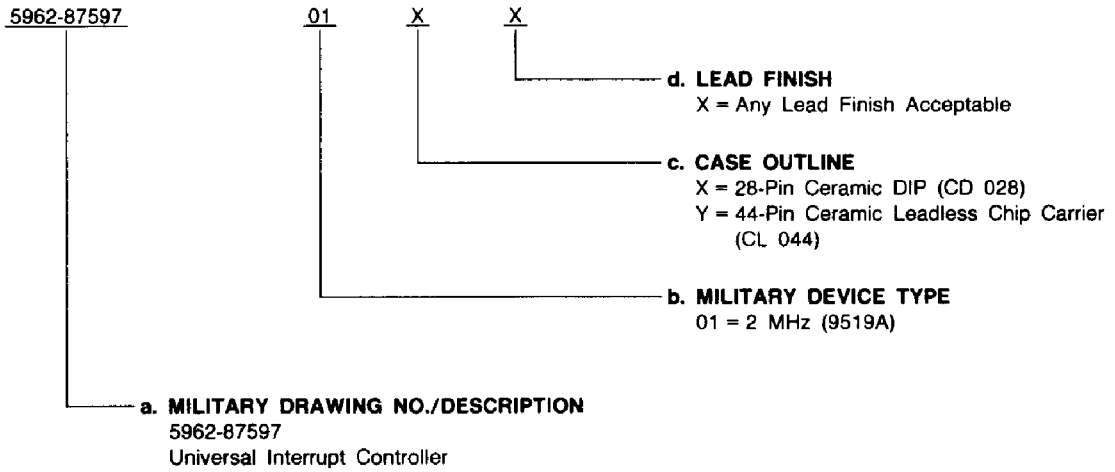 5962-87597 01 X X
d. LEAD FINISH
X = Any Lead Finish Acceptable
c. CASE OUTLINE
X = 28-Pin Ceramic DIP (CD 028)
Y = 44-Pin Ceramic Leadless Chip Carrier
(CL 044)
b. MILITARY DEVICE TYPE
01 = 2 MHz (9519A)
a. MILITARY DRAWING NO./DESCRIPTION
5962-87597
Universal Interrupt Controller